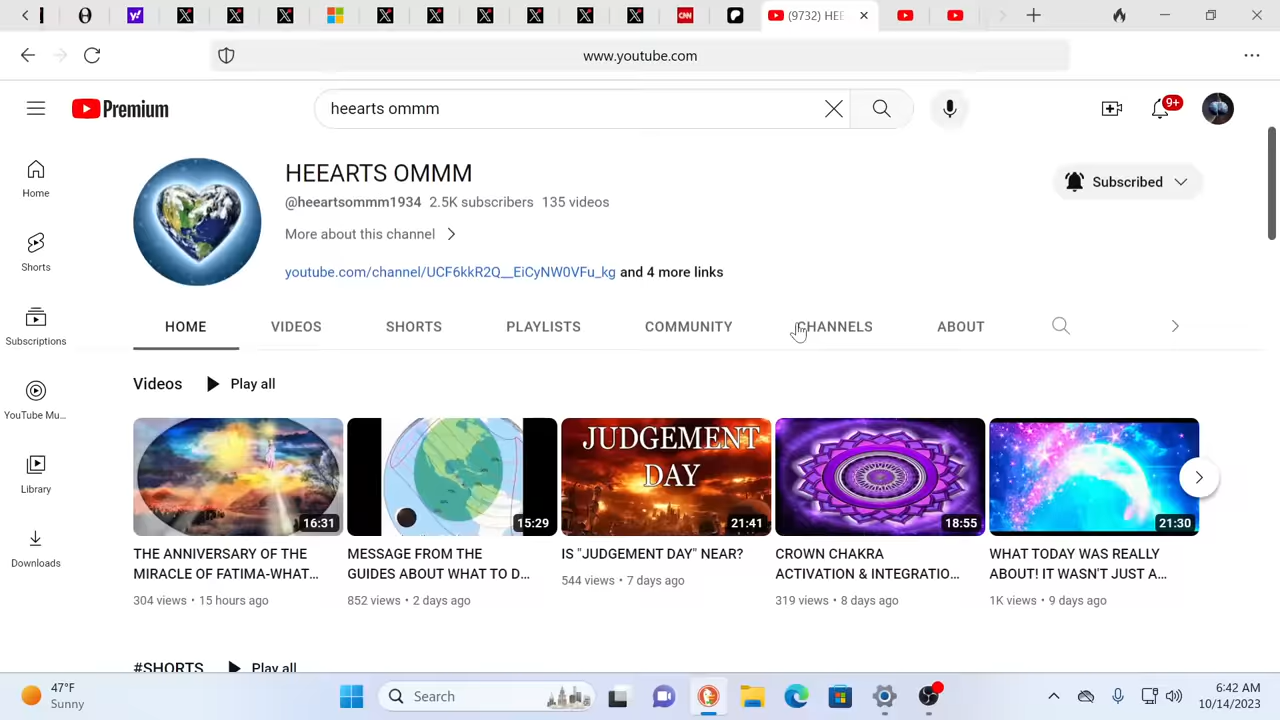 CNN
(9732) HEE
www.youtube.com
Premium
heearts ommm
9+
HEEARTS OMMM
@heeartsommm1934 2.5K subscribers 135 videos
More about this channel
youtube.com/channel/UCF6kkR2Q__EiCyNW0VFu_kg and 4 more links
Subscribed
Home
Shorts
Subscriptions
YouTube Mu...
Library
Downloads
HOME VIDEOS SHORTS PLAYLISTS COMMUNITY CHANNELS ABOUT
Videos Play all
JUDGEMENT
DAY
16:31 15:29 21:41 18:55 21:30
THE ANNIVERSARY OF THE
MIRACLE OF FATIMA-WHAT...
304 views • 15 hours ago
MESSAGE FROM THE
GUIDES ABOUT WHAT TO D...
852 views • 2 days ago
IS "JUDGEMENT DAY" NEAR?
544 views • 7 days ago
CROWN CHAKRA
ACTIVATION & INTEGRATIO...
319 views • 8 days ago
WHAT TODAY WAS REALLY
ABOUT! IT WASN'T JUST A...
1K views • 9 days ago
#SHORTS Play all
47°F
Sunny
Search
6:42 AM
10/14/2023